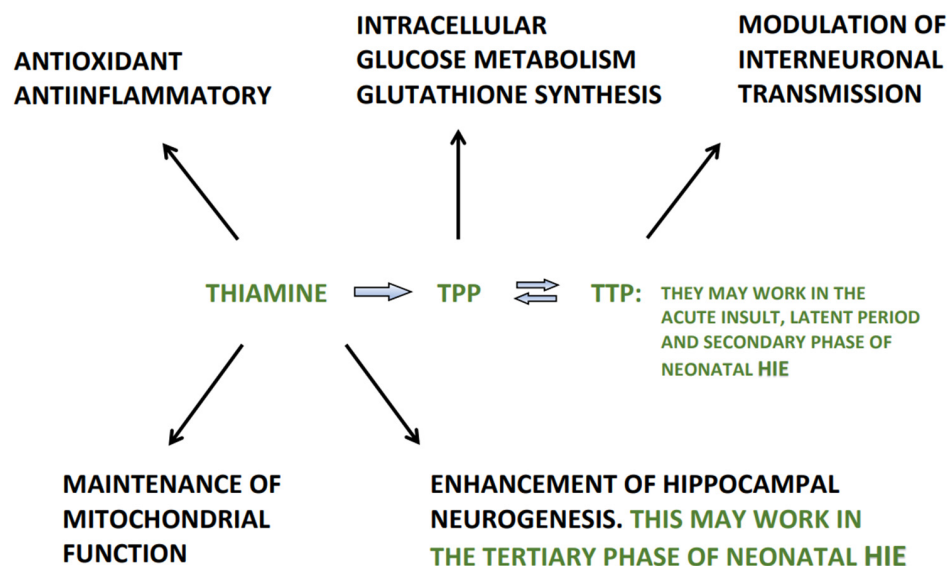 ANTIOXIDANT
ANTIINFLAMMATORY
INTRACELLULAR
GLUCOSE METABOLISM
GLUTATHIONE SYNTHESIS
MODULATION OF
INTERNEURONAL
TRANSMISSION
THIAMINE
TPP
TTP:
THEY MAY WORK IN THE
ACUTE INSULT, LATENT PERIOD
AND SECONDARY PHASE OF
NEONATAL HIE
MAINTENANCE OF
MITOCHONDRIAL
FUNCTION
ENHANCEMENT OF HIPPOCAMPAL
NEUROGENESIS. THIS MAY WORK IN
THE TERTIARY PHASE OF NEONATAL HIE